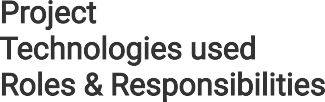 Project
Technologies used
Roles & Responsibilities